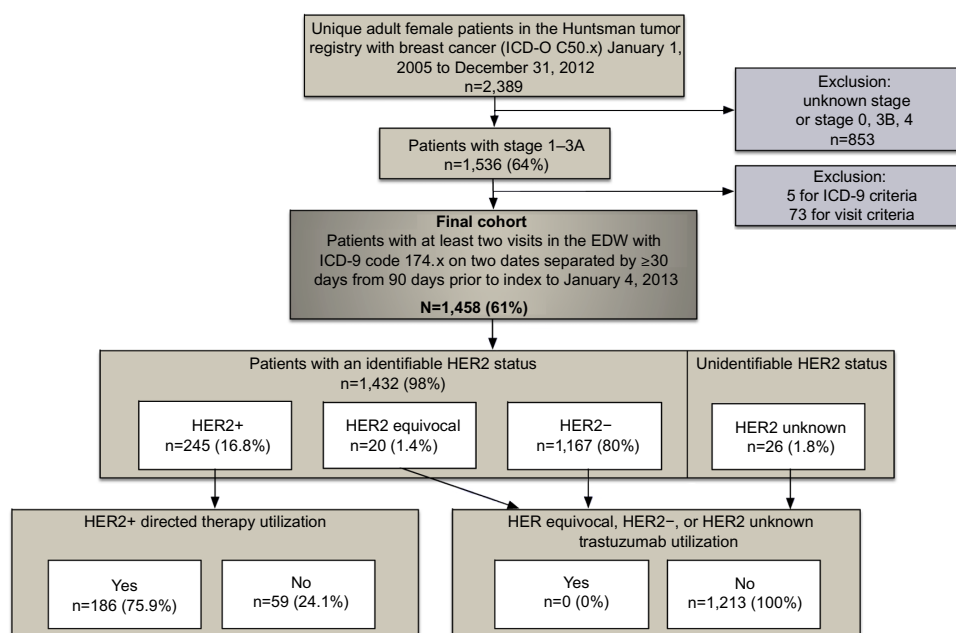 Unique adult female patients in the Huntsman tumor
registry with breast cancer (ICD-O C50.x) January 1,
2005 to December 31, 2012
n=2,389
Exclusion:
unknown stage
or stage 0, 3B, 4
n=853
Patients with stage 1–3A
n=1,536 (64%)
Exclusion:
5 for ICD-9 criteria
73 for visit criteria
Final cohort
Patients with at least two visits in the EDW with
ICD-9 code 174.x on two dates separated by ≥30
days from 90 days prior to index to January 4, 2013
N=1,458 (61%)
Patients with an identifiable HER2 status
n=1,432 (98%)
Unidentifiable HER2 status
HER2+
n=245 (16.8%)
HER2 equivocal
n=20 (1.4%)
HER2−
n=1,167 (80%)
HER2 unknown
n=26 (1.8%)
HER2+ directed therapy utilization
Yes
n=186 (75.9%)
No
n=59 (24.1%)
HER equivocal, HER2−, or HER2 unknown
trastuzumab utilization
Yes
n=0 (0%)
No
n=1,213 (100%)